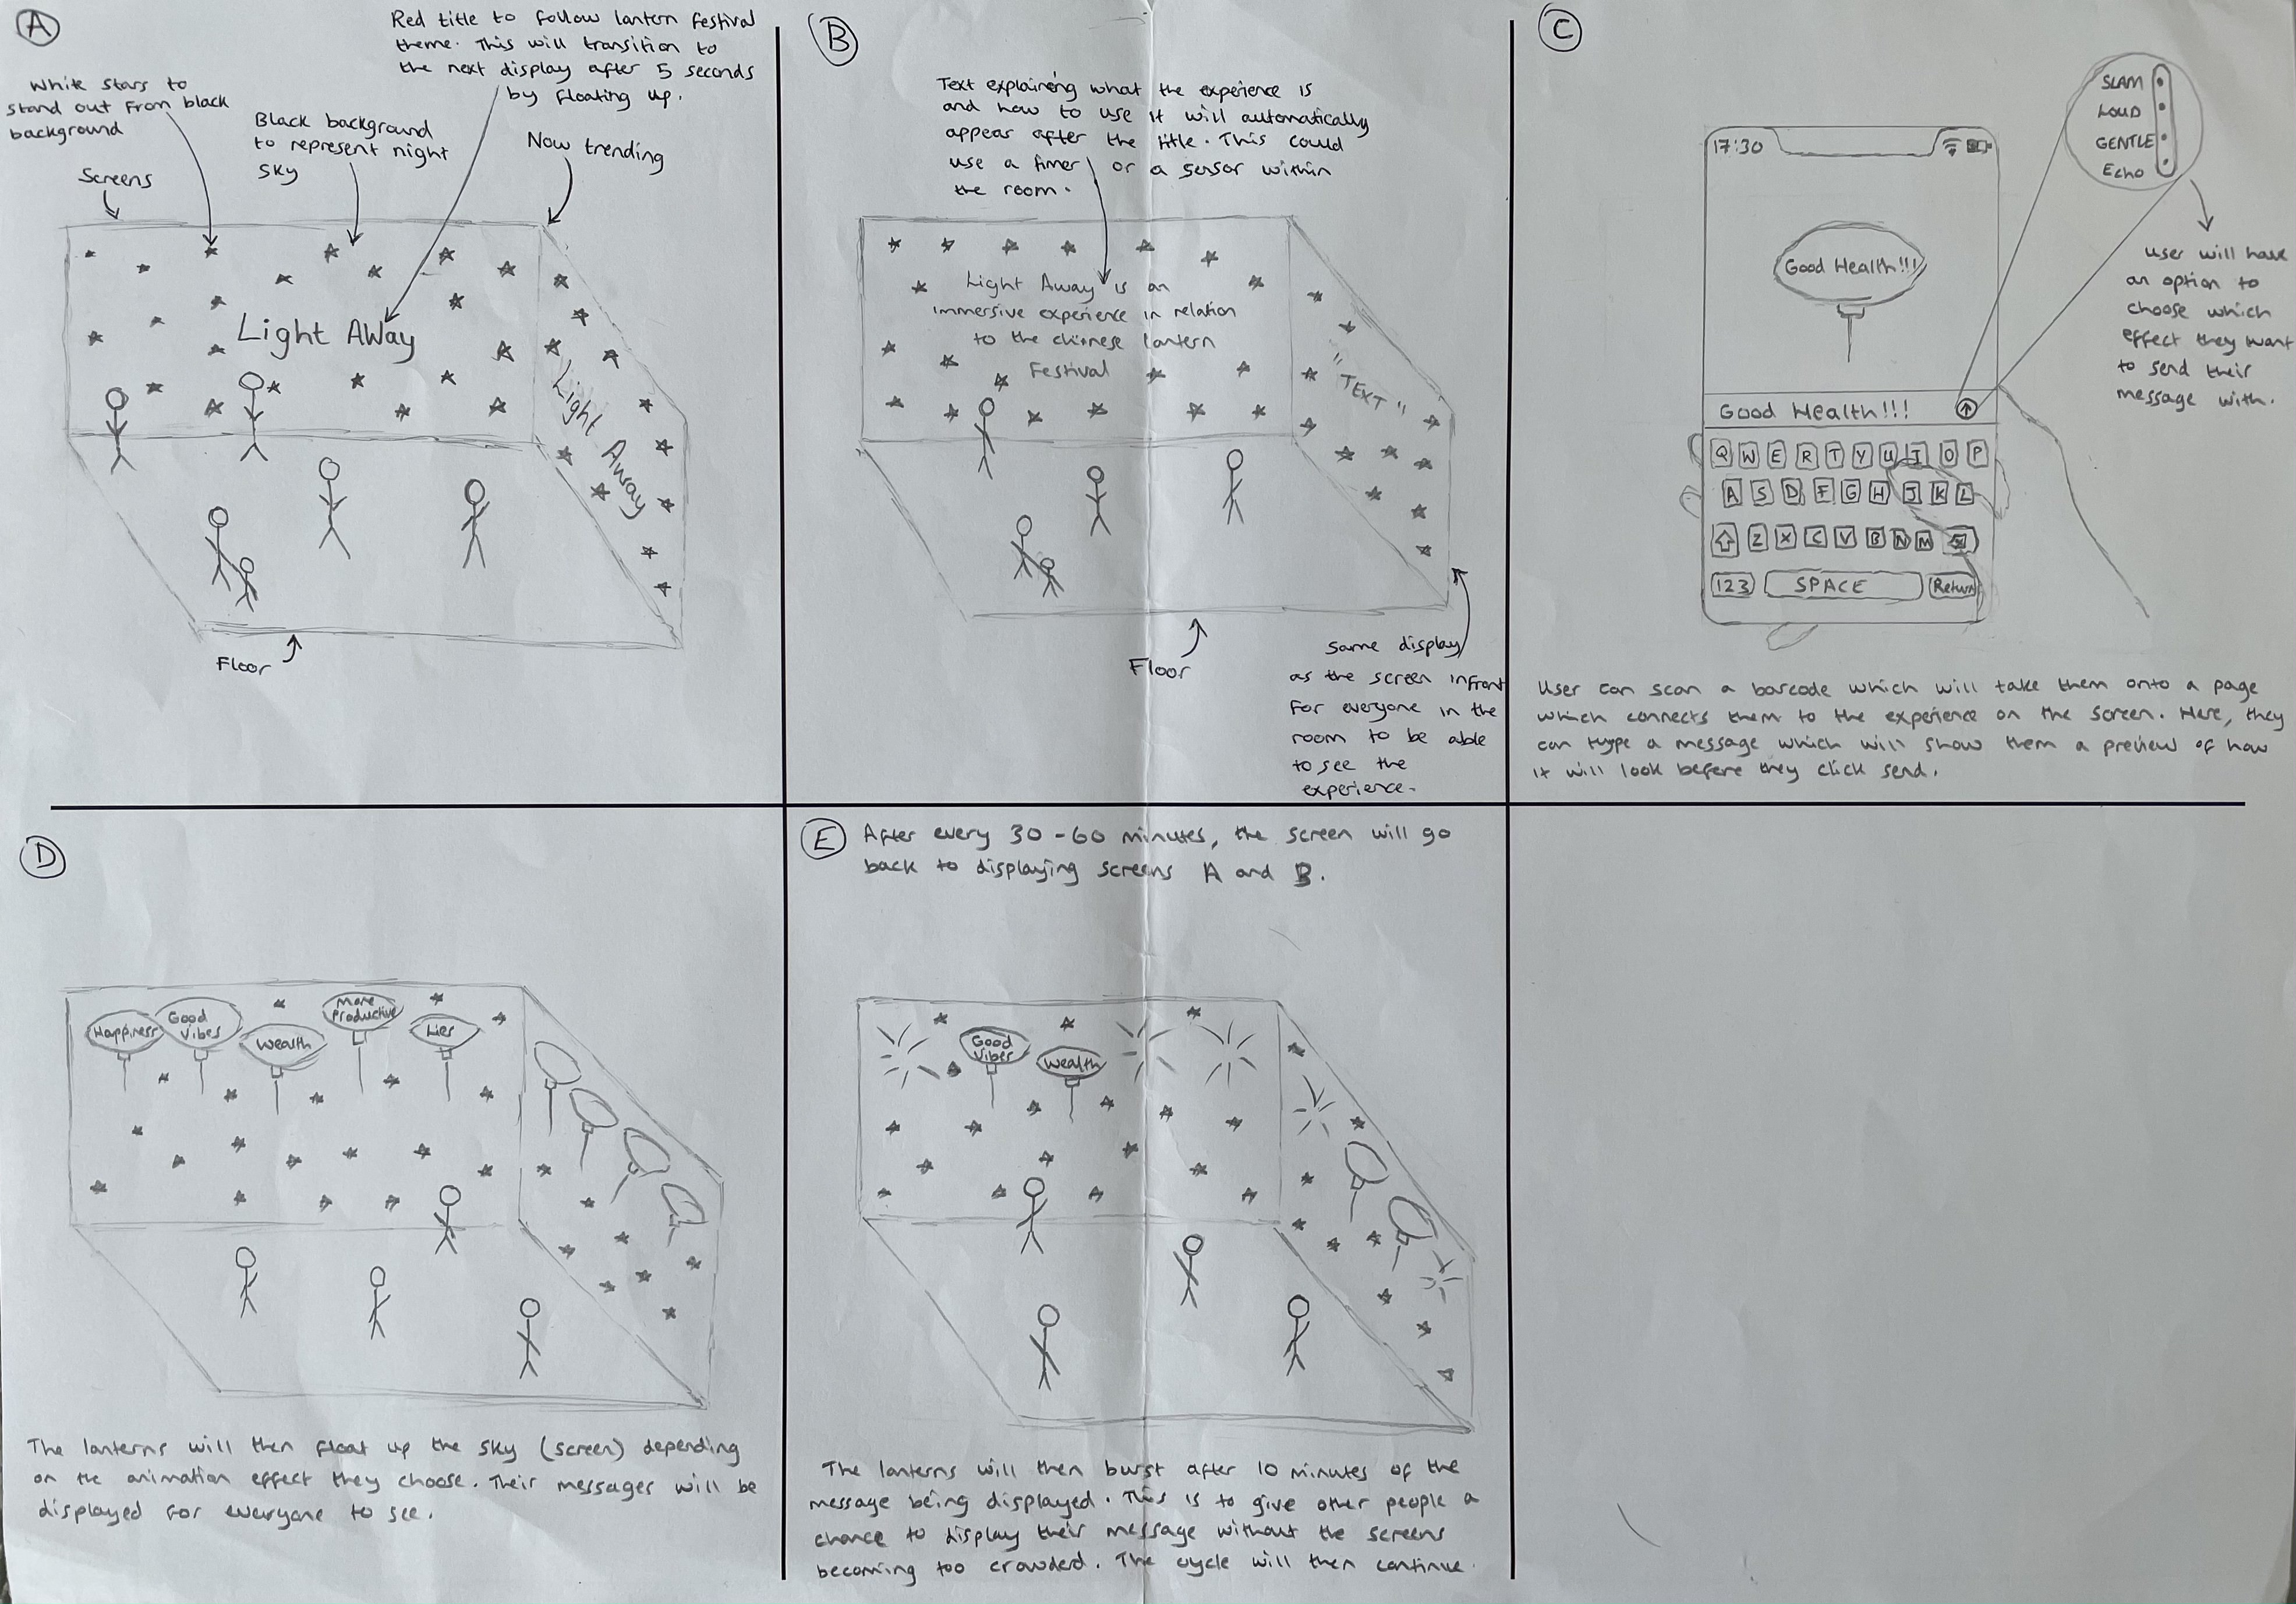 A
Red title to follow lantern festival
theme. This will transition to
the next display after 5 seconds
by floating up.
White stars to
stand out from black
background
Black background
to represent night
sky
Now trending
Screens
Light Away
Light Away
Floor
B
Text explaining what the experience is
and how to use it will automatically
appear after the title. This could
use a timer or a sensor within
the room.
Light Away is an
immersive experience in relation
to the chinese lantern
Festival
"TEXT"
Floor
Same display
as the screen infront
for everyone in the
room to be able
to see the
experience.
C
SLAM
LOUD
GENTLE
Echo
17:30
Good Health!!!
User will have
an option to
choose which
effect they want
to send their
message with.
Good Health!!!
Q W E R T Y U I O P
A S D F G H J K L
Z X C V B N M
123 SPACE Return
User can scan a barcode which will take them onto a page
which connects them to the experience on the screen. Here, they
can type a message which will show them a preview of how
it will look before they click send.
D
Happiness
Good
Vibes
Wealth
More
Productive
Lies
The lanterns will then float up the sky (screen) depending
on the animation effect they choose. Their messages will be
displayed for everyone to see.
E
After every 30-60 minutes, the screen will go
back to displaying screens A and B.
Good
Vibes
Wealth
The lanterns will then burst after 10 minutes of the
message being displayed. This is to give other people a
chance to display their message without the screens
becoming too crowded. The cycle will then continue.